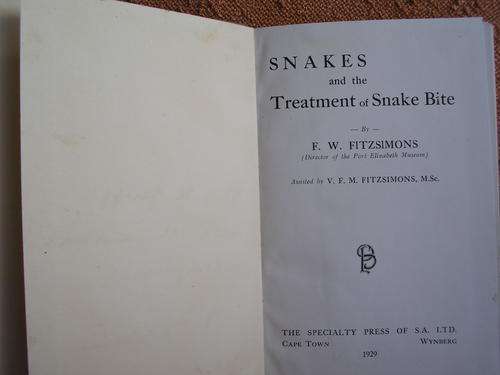 SNAKES
and the
Treatment of Snake Bite
— By —
F. W. FITZSIMONS
(Director of the Port Elizabeth Museum)
Assisted by V. F. M. FITZSIMONS, M.Sc.
THE SPECIALTY PRESS OF S.A. LTD.
CAPE TOWN WYNBERG
1929